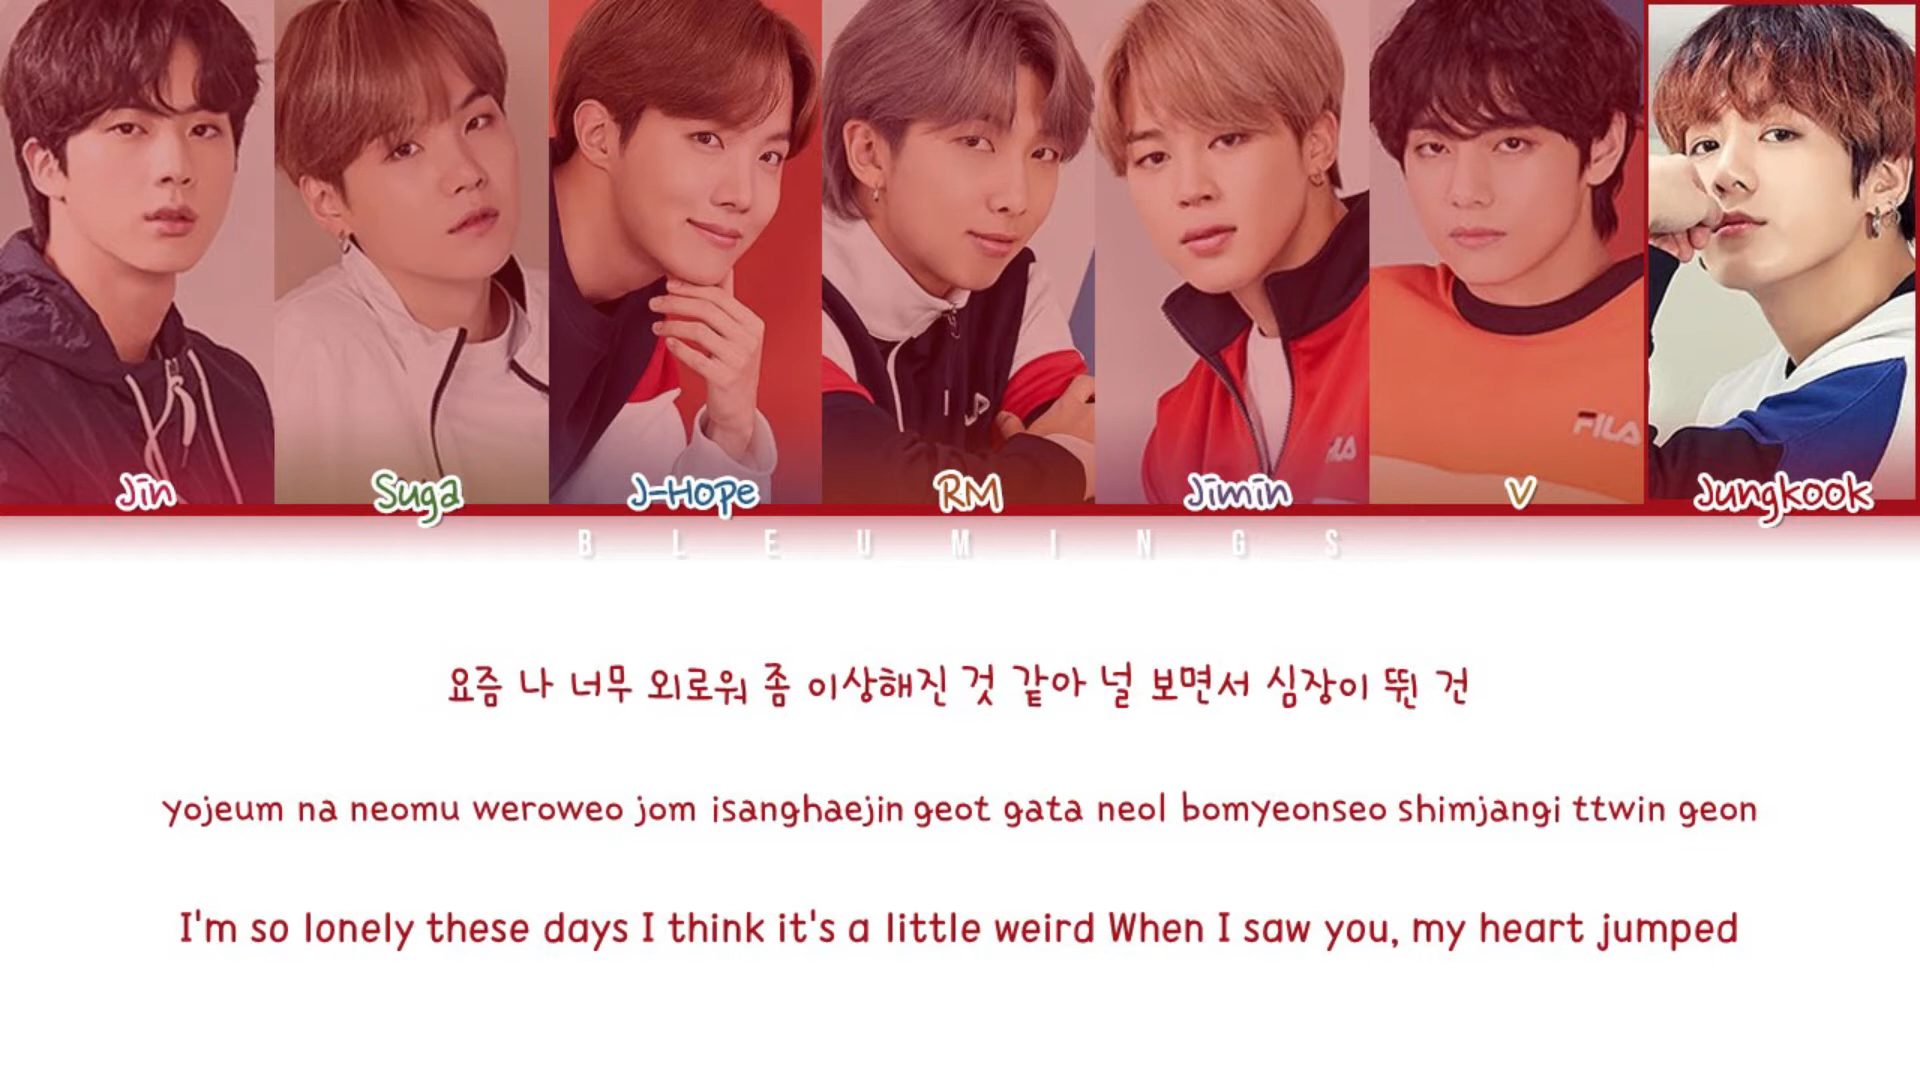 FILA
FILA
Jin Suga J-Hope RM Jimin V Jungkook
BLEUMINGS
요즘 나 너무 외로워 좀 이상해진 것 같아 널 보면서 심장이 뛴 건
yojeum na neomu weroweo jom isanghaejin geot gata neol bomyeonseo shimjangi ttwin geon
I'm so lonely these days I think it's a little weird When I saw you, my heart jumped